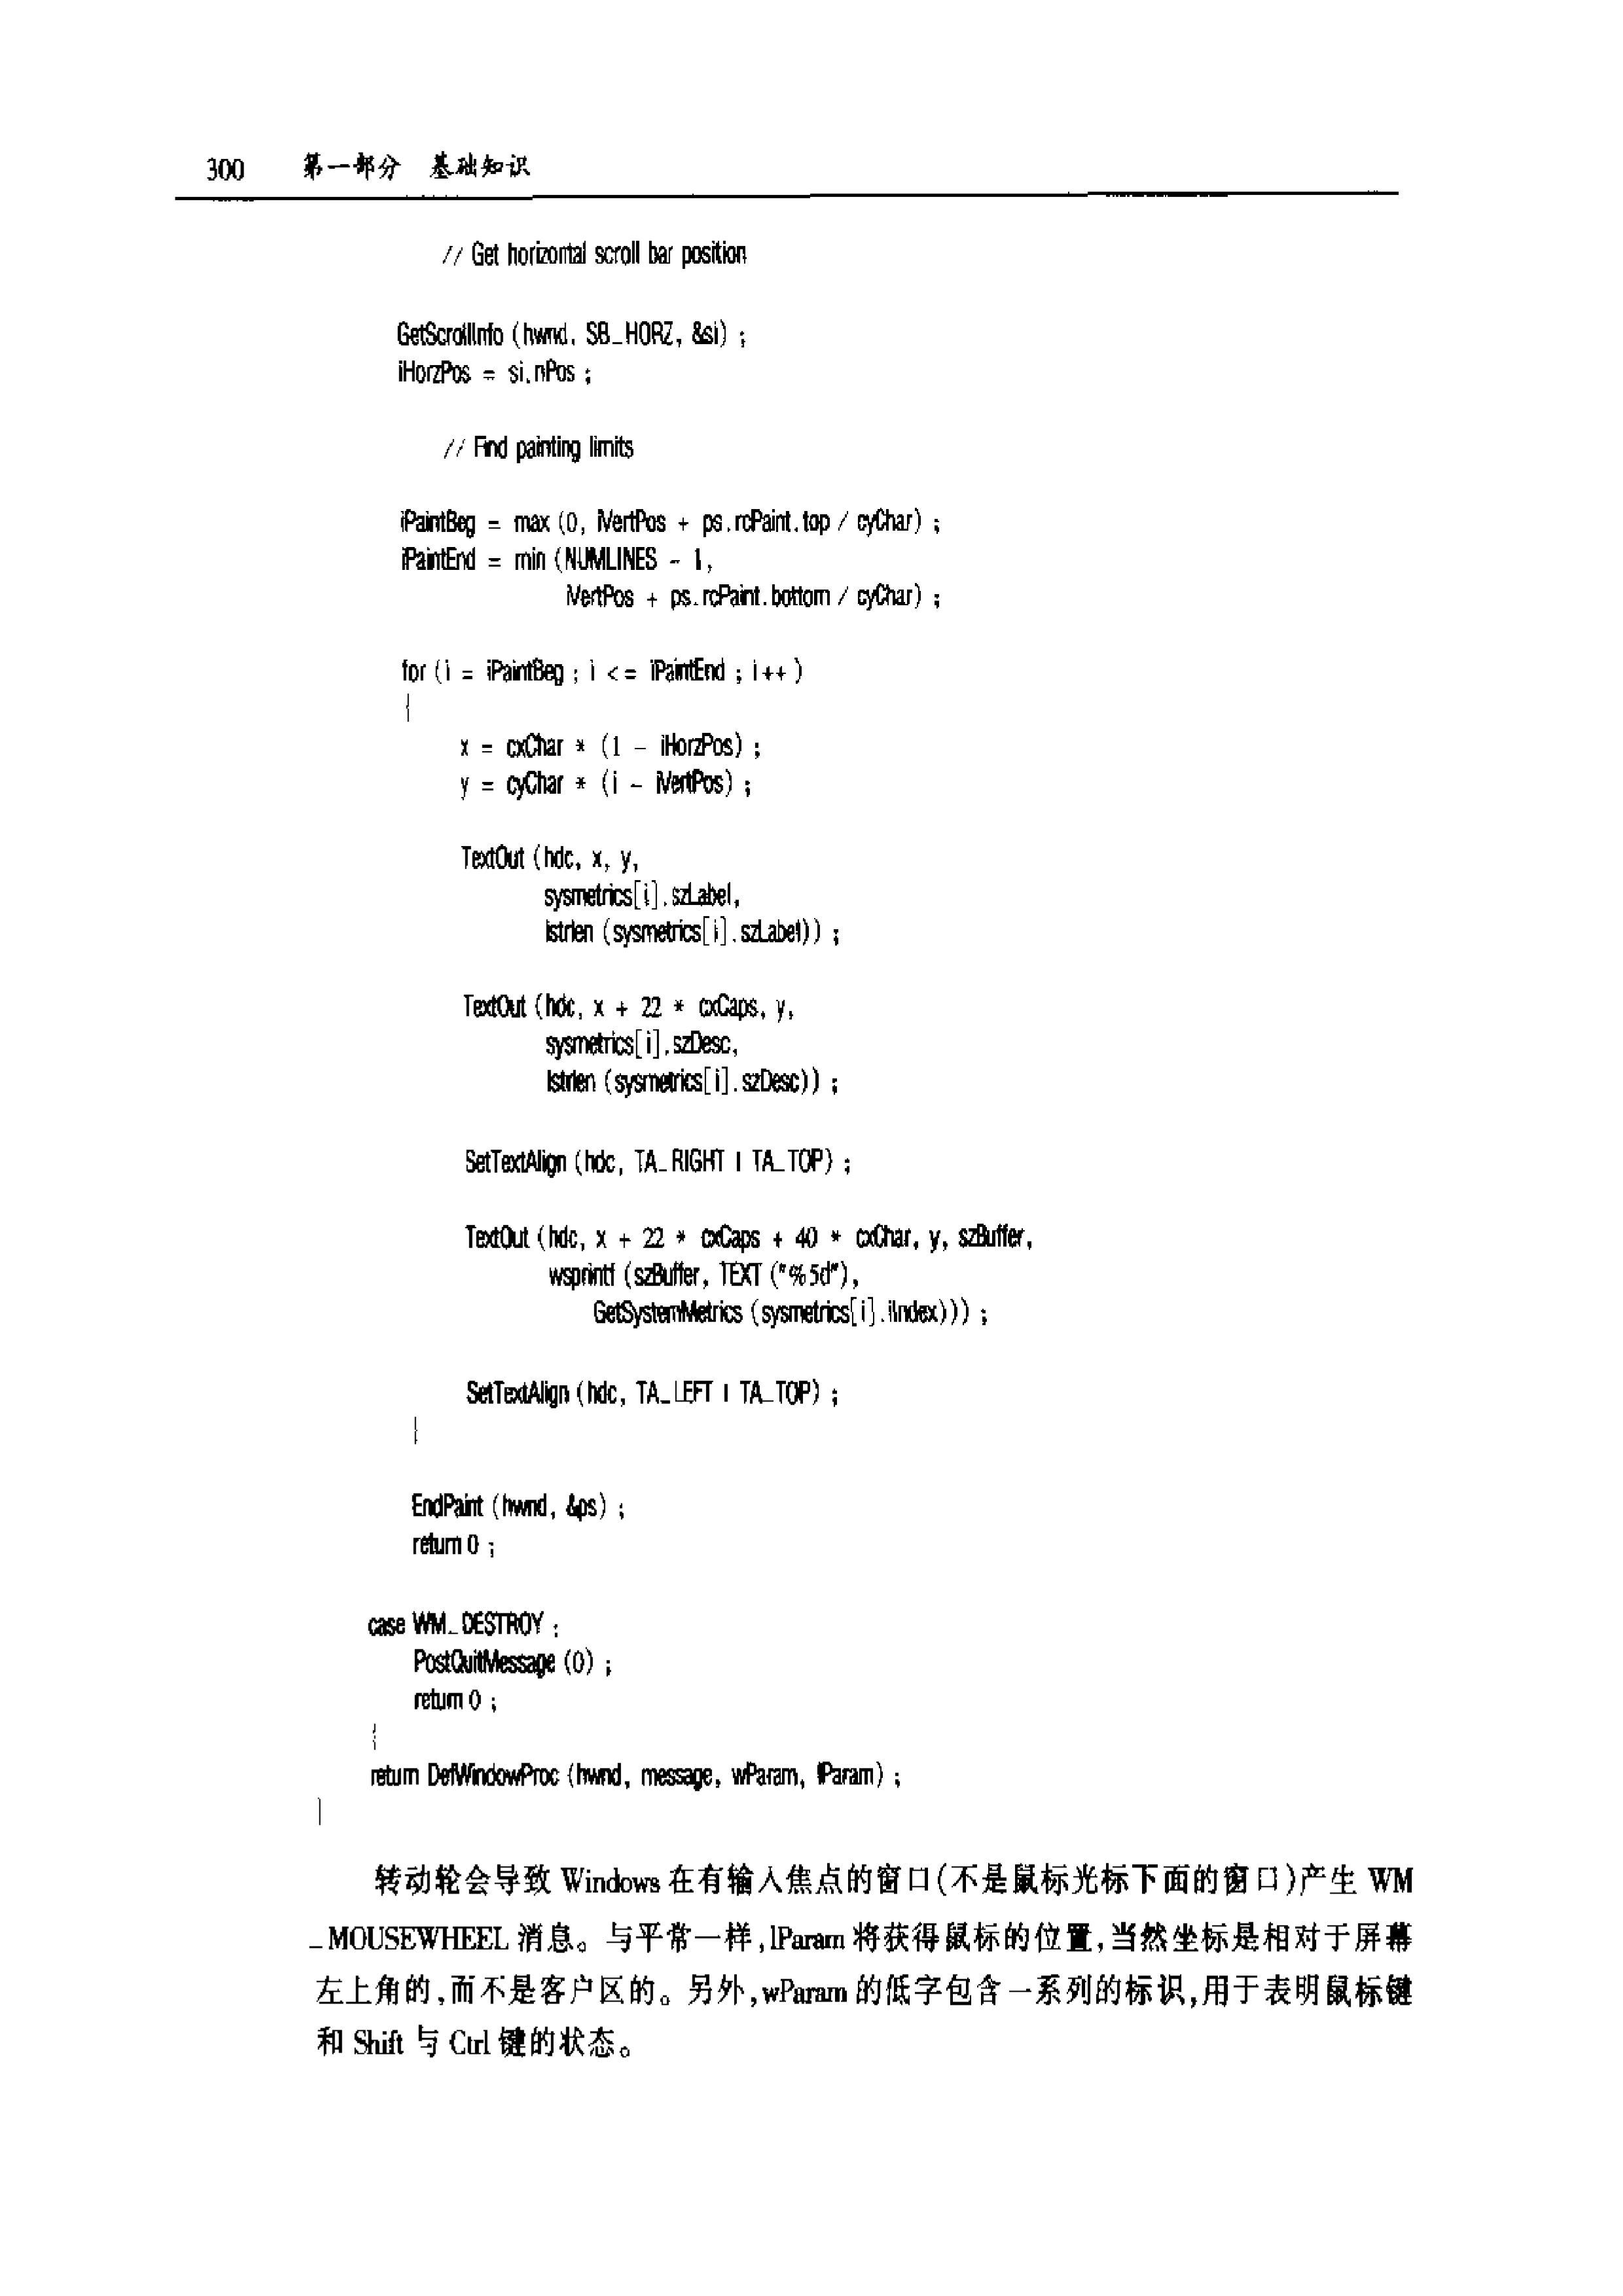 300 第一部分 基础知识
// Get horizontal scroll bar position
GetScrollInfo (hwnd, SB_HORZ, &si) ;
iHorzPos = si.nPos ;
// Find painting limits
iPaintBeg = max (0, iVertPos + ps.rcPaint.top / cyChar) ;
iPaintEnd = min (NUMLINES - 1,
iVertPos + ps.rcPaint.bottom / cyChar) ;
for (i = iPaintBeg ; i <= iPaintEnd ; i++ )
{
x = cxChar * (1 - iHorzPos) ;
y = cyChar * (i - iVertPos) ;
TextOut (hdc, x, y,
sysmetrics[i].szLabel,
lstrlen (sysmetrics[i].szLabel)) ;
TextOut (hdc, x + 22 * cxCaps, y,
sysmetrics[i].szDesc,
lstrlen (sysmetrics[i].szDesc)) ;
SetTextAlign (hdc, TA_RIGHT | TA_TOP) ;
TextOut (hdc, x + 22 * cxCaps + 40 * cxChar, y, szBuffer,
wsprintf (szBuffer, TEXT ("%5d"),
GetSystemMetrics (sysmetrics[i].iIndex))) ;
SetTextAlign (hdc, TA_LEFT | TA_TOP) ;
}
EndPaint (hwnd, &ps) ;
return 0 ;
case WM_DESTROY :
PostQuitMessage (0) ;
return 0 ;
}
return DefWindowProc (hwnd, message, wParam, lParam) ;
}
转动轮会导致 Windows 在有输入焦点的窗口(不是鼠标光标下面的窗口)产生 WM
_MOUSEWHEEL 消息。与平常一样,lParam 将获得鼠标的位置,当然坐标是相对于屏幕
左上角的,而不是客户区的。另外,wParam 的低字包含一系列的标识,用于表明鼠标键
和 Shift 与 Ctrl 键的状态。